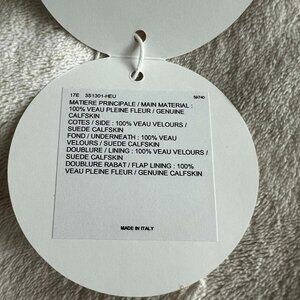 17E 3S1301-HEU 59740
MATIERE PRINCIPALE / MAIN MATERIAL :
100% VEAU PLEINE FLEUR / GENUINE
CALFSKIN
COTES / SIDE : 100% VEAU VELOURS /
SUEDE CALFSKIN
FOND / UNDERNEATH : 100% VEAU
VELOURS / SUEDE CALFSKIN
DOUBLURE / LINING : 100% VEAU VELOURS /
SUEDE CALFSKIN
DOUBLURE RABAT / FLAP LINING : 100%
VEAU PLEINE FLEUR / GENUINE CALFSKIN
MADE IN ITALY